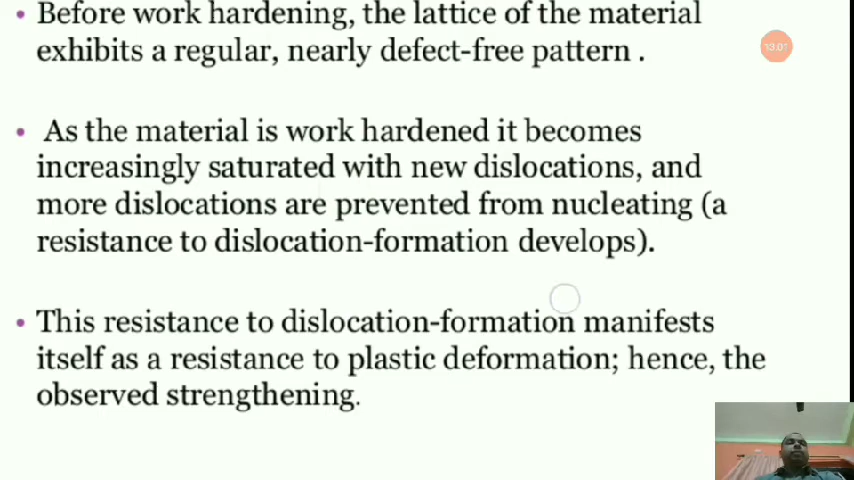 • Before work hardening, the lattice of the material
exhibits a regular, nearly defect-free pattern .
13:01
• As the material is work hardened it becomes
increasingly saturated with new dislocations, and
more dislocations are prevented from nucleating (a
resistance to dislocation-formation develops).
• This resistance to dislocation-formation manifests
itself as a resistance to plastic deformation; hence, the
observed strengthening.